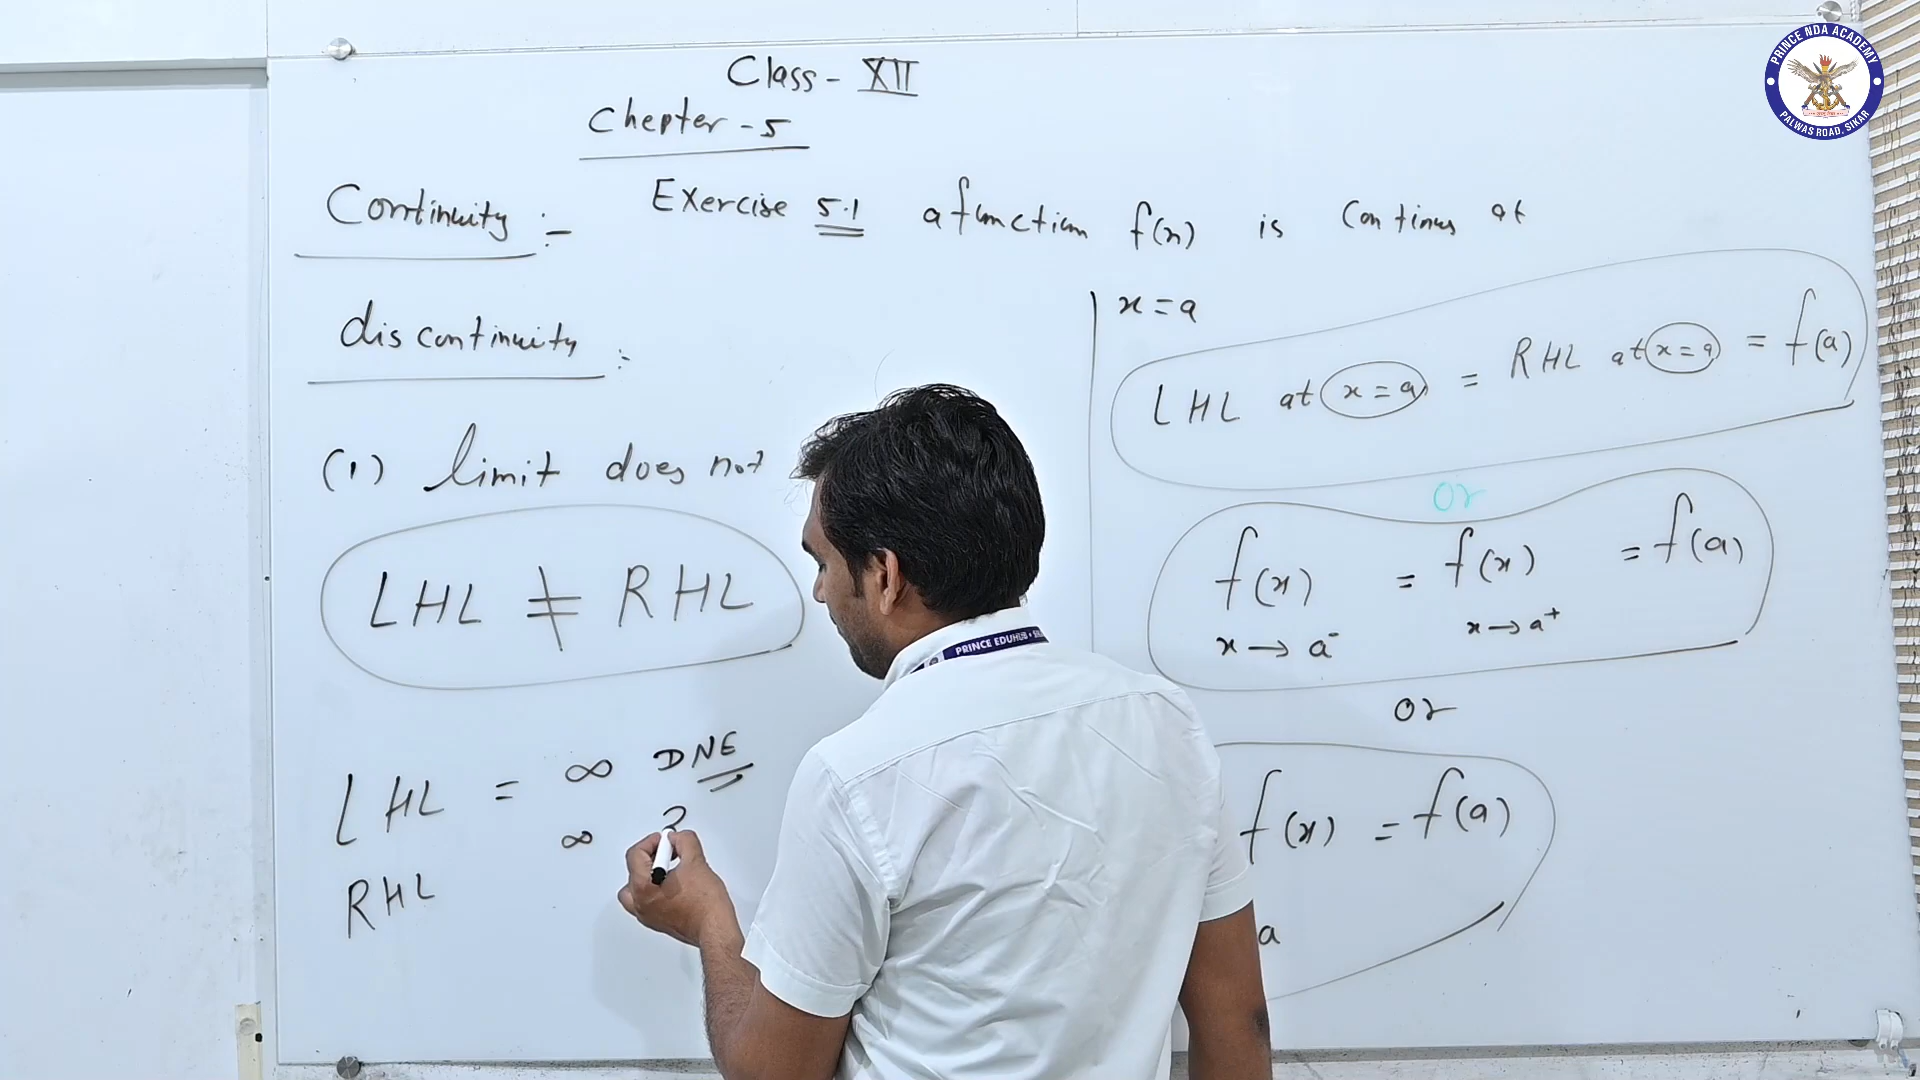 Class - XII
Chepter - 5
Continuity :- Exercise 5.1 a function f(x) is continus at
x = a
discontinuity :-
LHL at x = a = RHL at x = a = f(a)
(1) limit does not
or
LHL ≠ RHL
f(x) = f(x) = f(a)
x → a⁻ x → a⁺
or
LHL = ∞ DNE
∞
RHL
f(x) = f(a)
a
PRINCE NDA ACADEMY
PALWAS ROAD, SIKAR
PRINCE EDUHUB